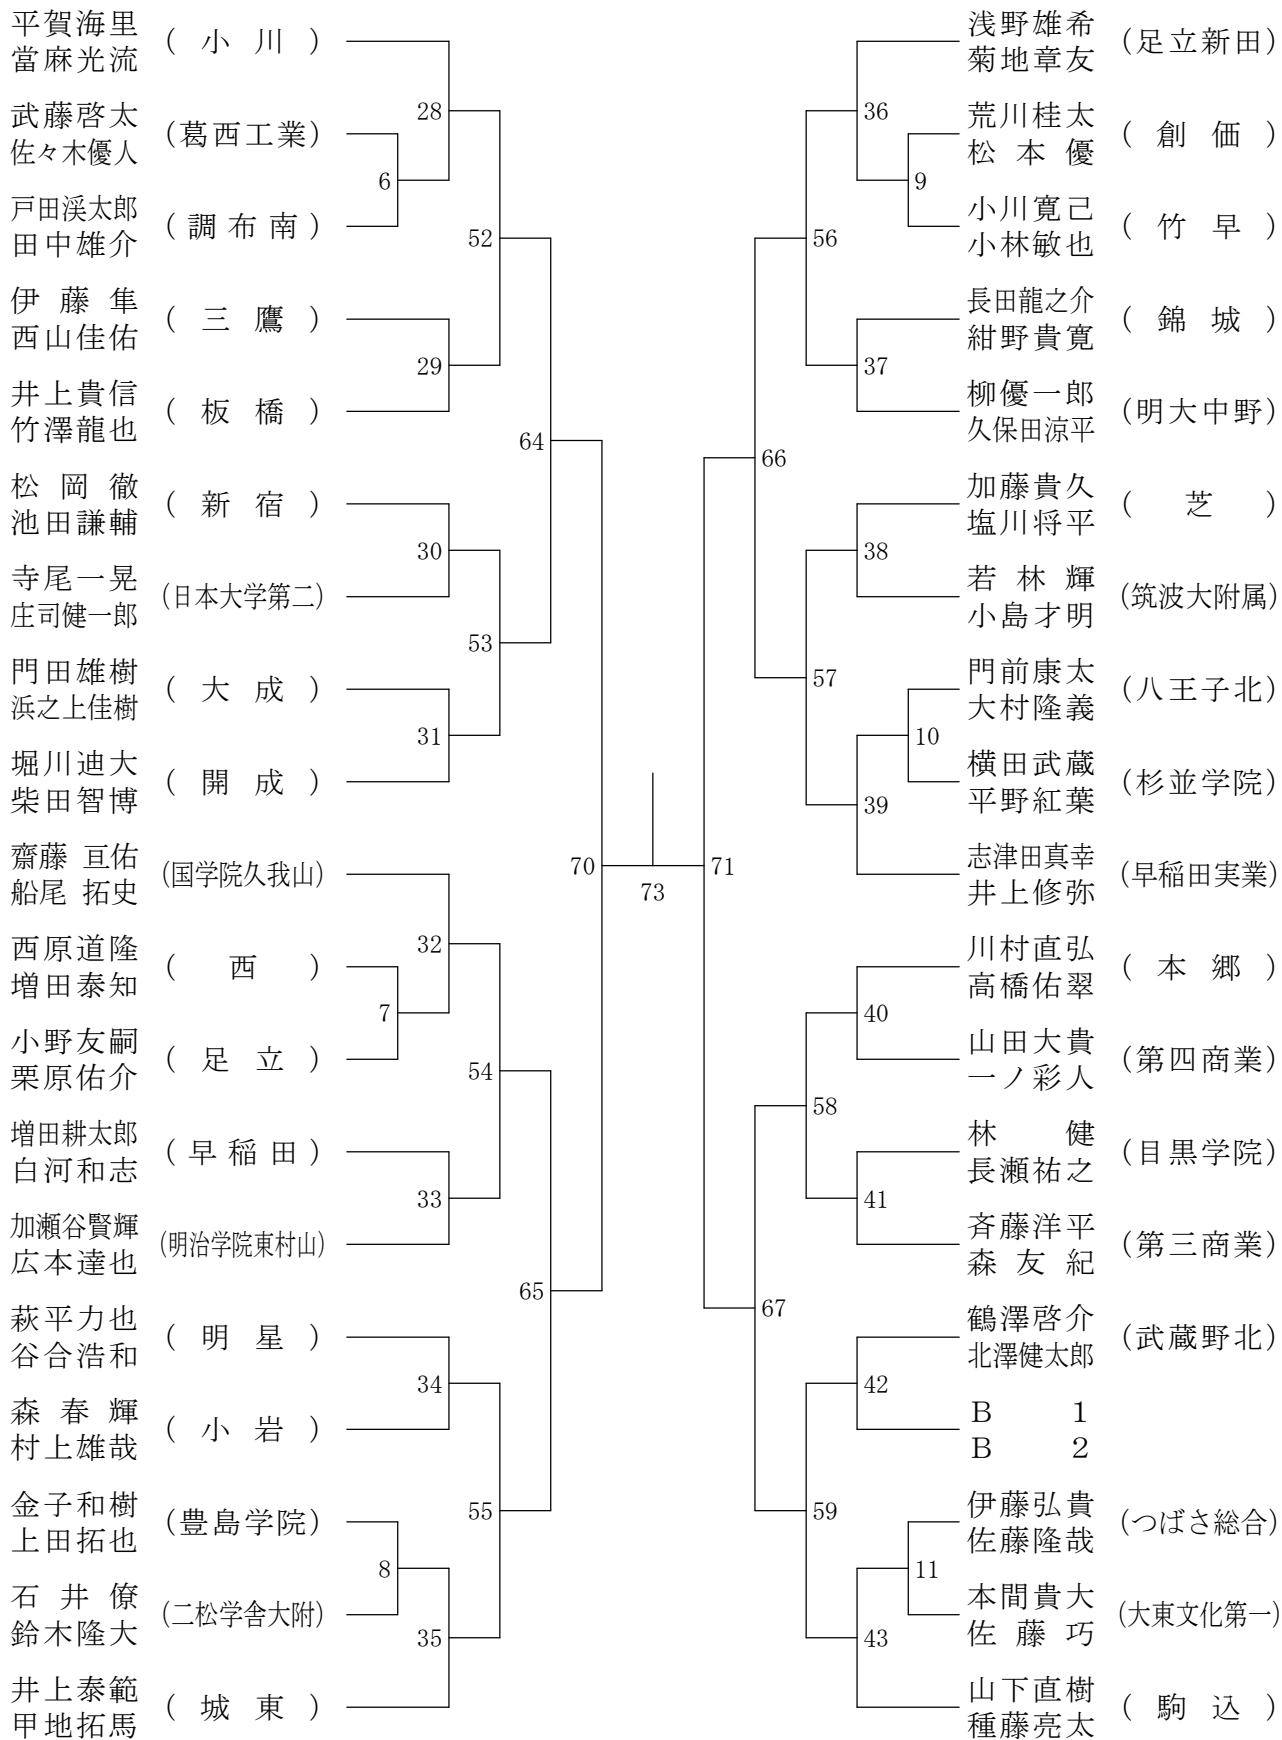 平賀海里
當麻光流
（小川）
武藤啓太
佐々木優人
（葛西工業）
戸田渓太郎
田中雄介
（調布南）
伊藤隼
西山佳佑
（三鷹）
井上貴信
竹澤龍也
（板橋）
松岡徹
池田謙輔
（新宿）
寺尾一晃
庄司健一郎
（日本大学第二）
門田雄樹
浜之上佳樹
（大成）
堀川迪大
柴田智博
（開成）
齋藤 亘佑
船尾 拓史
（国学院久我山）
西原道隆
増田泰知
（西）
小野友嗣
栗原佑介
（足立）
増田耕太郎
白河和志
（早稲田）
加瀬谷賢輝
広本達也
（明治学院東村山）
萩平力也
谷合浩和
（明星）
森春輝
村上雄哉
（小岩）
金子和樹
上田拓也
（豊島学院）
石井僚
鈴木隆大
（二松学舎大附）
井上泰範
甲地拓馬
（城東）
28
6
52
29
64
30
53
31
70
32
7
54
33
65
34
55
8
35
73
71
36
9
56
37
66
38
57
10
39
40
58
41
67
42
59
11
43
浅野雄希
菊地章友
（足立新田）
荒川桂太
松本優
（創価）
小川寛己
小林敏也
（竹早）
長田龍之介
紺野貴寛
（錦城）
柳優一郎
久保田涼平
（明大中野）
加藤貴久
塩川将平
（芝）
若林輝
小島才明
（筑波大附属）
門前康太
大村隆義
（八王子北）
横田武蔵
平野紅葉
（杉並学院）
志津田真幸
井上修弥
（早稲田実業）
川村直弘
高橋佑翠
（本郷）
山田大貴
一ノ彩人
（第四商業）
林健
長瀬祐之
（目黒学院）
斉藤洋平
森友紀
（第三商業）
鶴澤啓介
北澤健太郎
（武蔵野北）
B 1
B 2
伊藤弘貴
佐藤隆哉
（つばさ総合）
本間貴大
佐藤巧
（大東文化第一）
山下直樹
種藤亮太
（駒込）